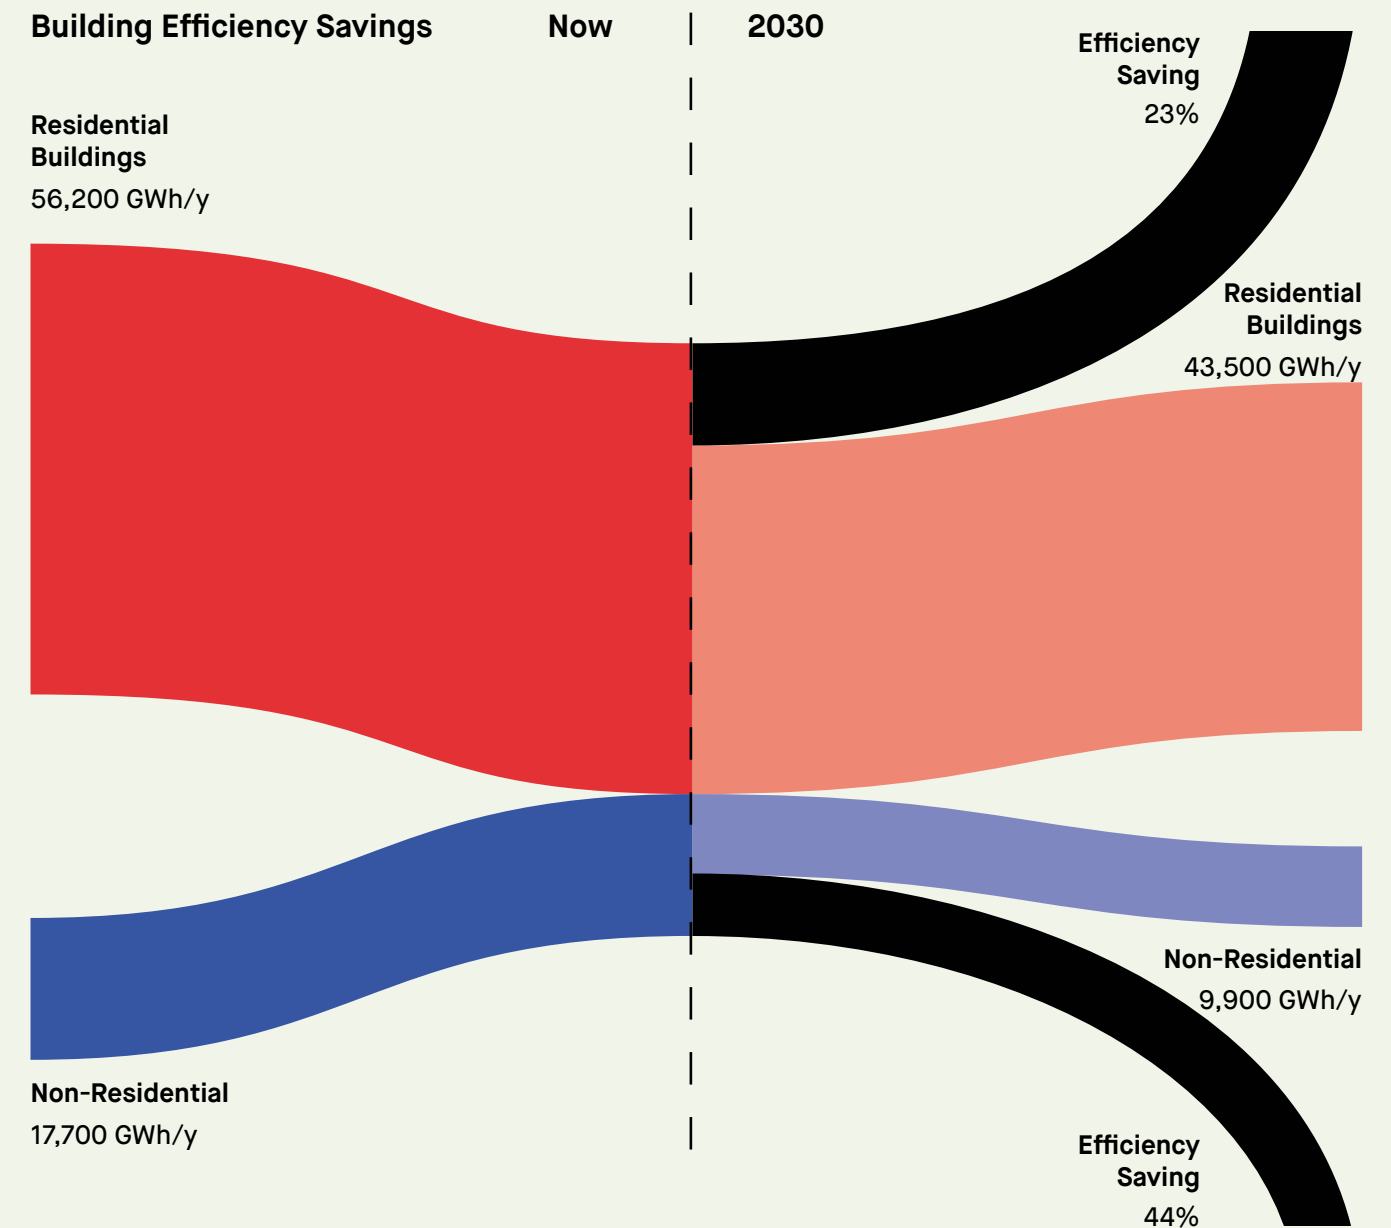 Building Efficiency Savings
Now
2030
Efficiency
Saving
23%
Residential
Buildings
56,200 GWh/y
Residential
Buildings
43,500 GWh/y
Non-Residential
9,900 GWh/y
Non-Residential
17,700 GWh/y
Efficiency
Saving
44%